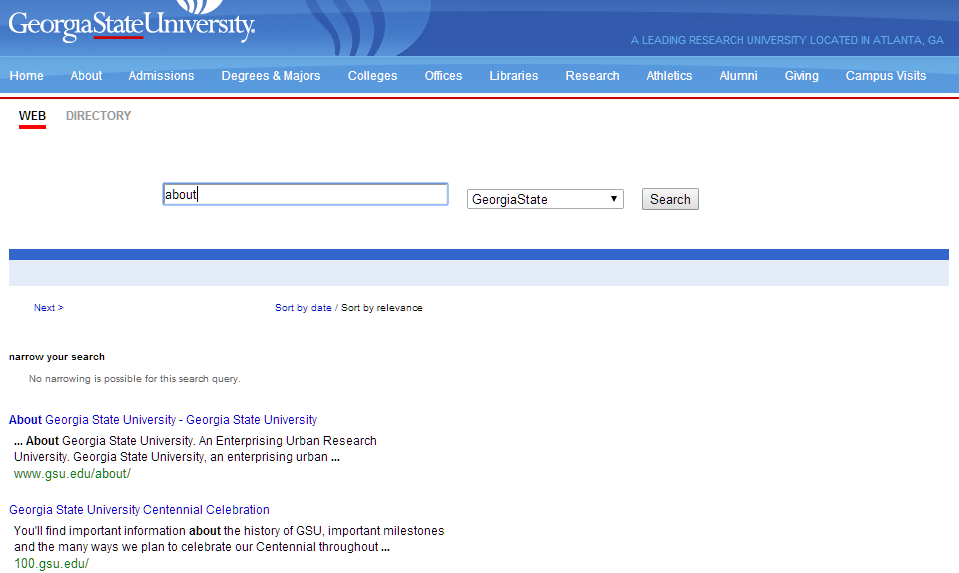 GeorgiaStateUniversity.
A LEADING RESEARCH UNIVERSITY LOCATED IN ATLANTA, GA
Home About Admissions Degrees & Majors Colleges Offices Libraries Research Athletics Alumni Giving Campus Visits
WEB DIRECTORY
about GeorgiaState Search
Next > Sort by date / Sort by relevance
narrow your search
No narrowing is possible for this search query.
About Georgia State University - Georgia State University
... About Georgia State University. An Enterprising Urban Research
University. Georgia State University, an enterprising urban ...
www.gsu.edu/about/
Georgia State University Centennial Celebration
You'll find important information about the history of GSU, important milestones
and the many ways we plan to celebrate our Centennial throughout ...
100.gsu.edu/